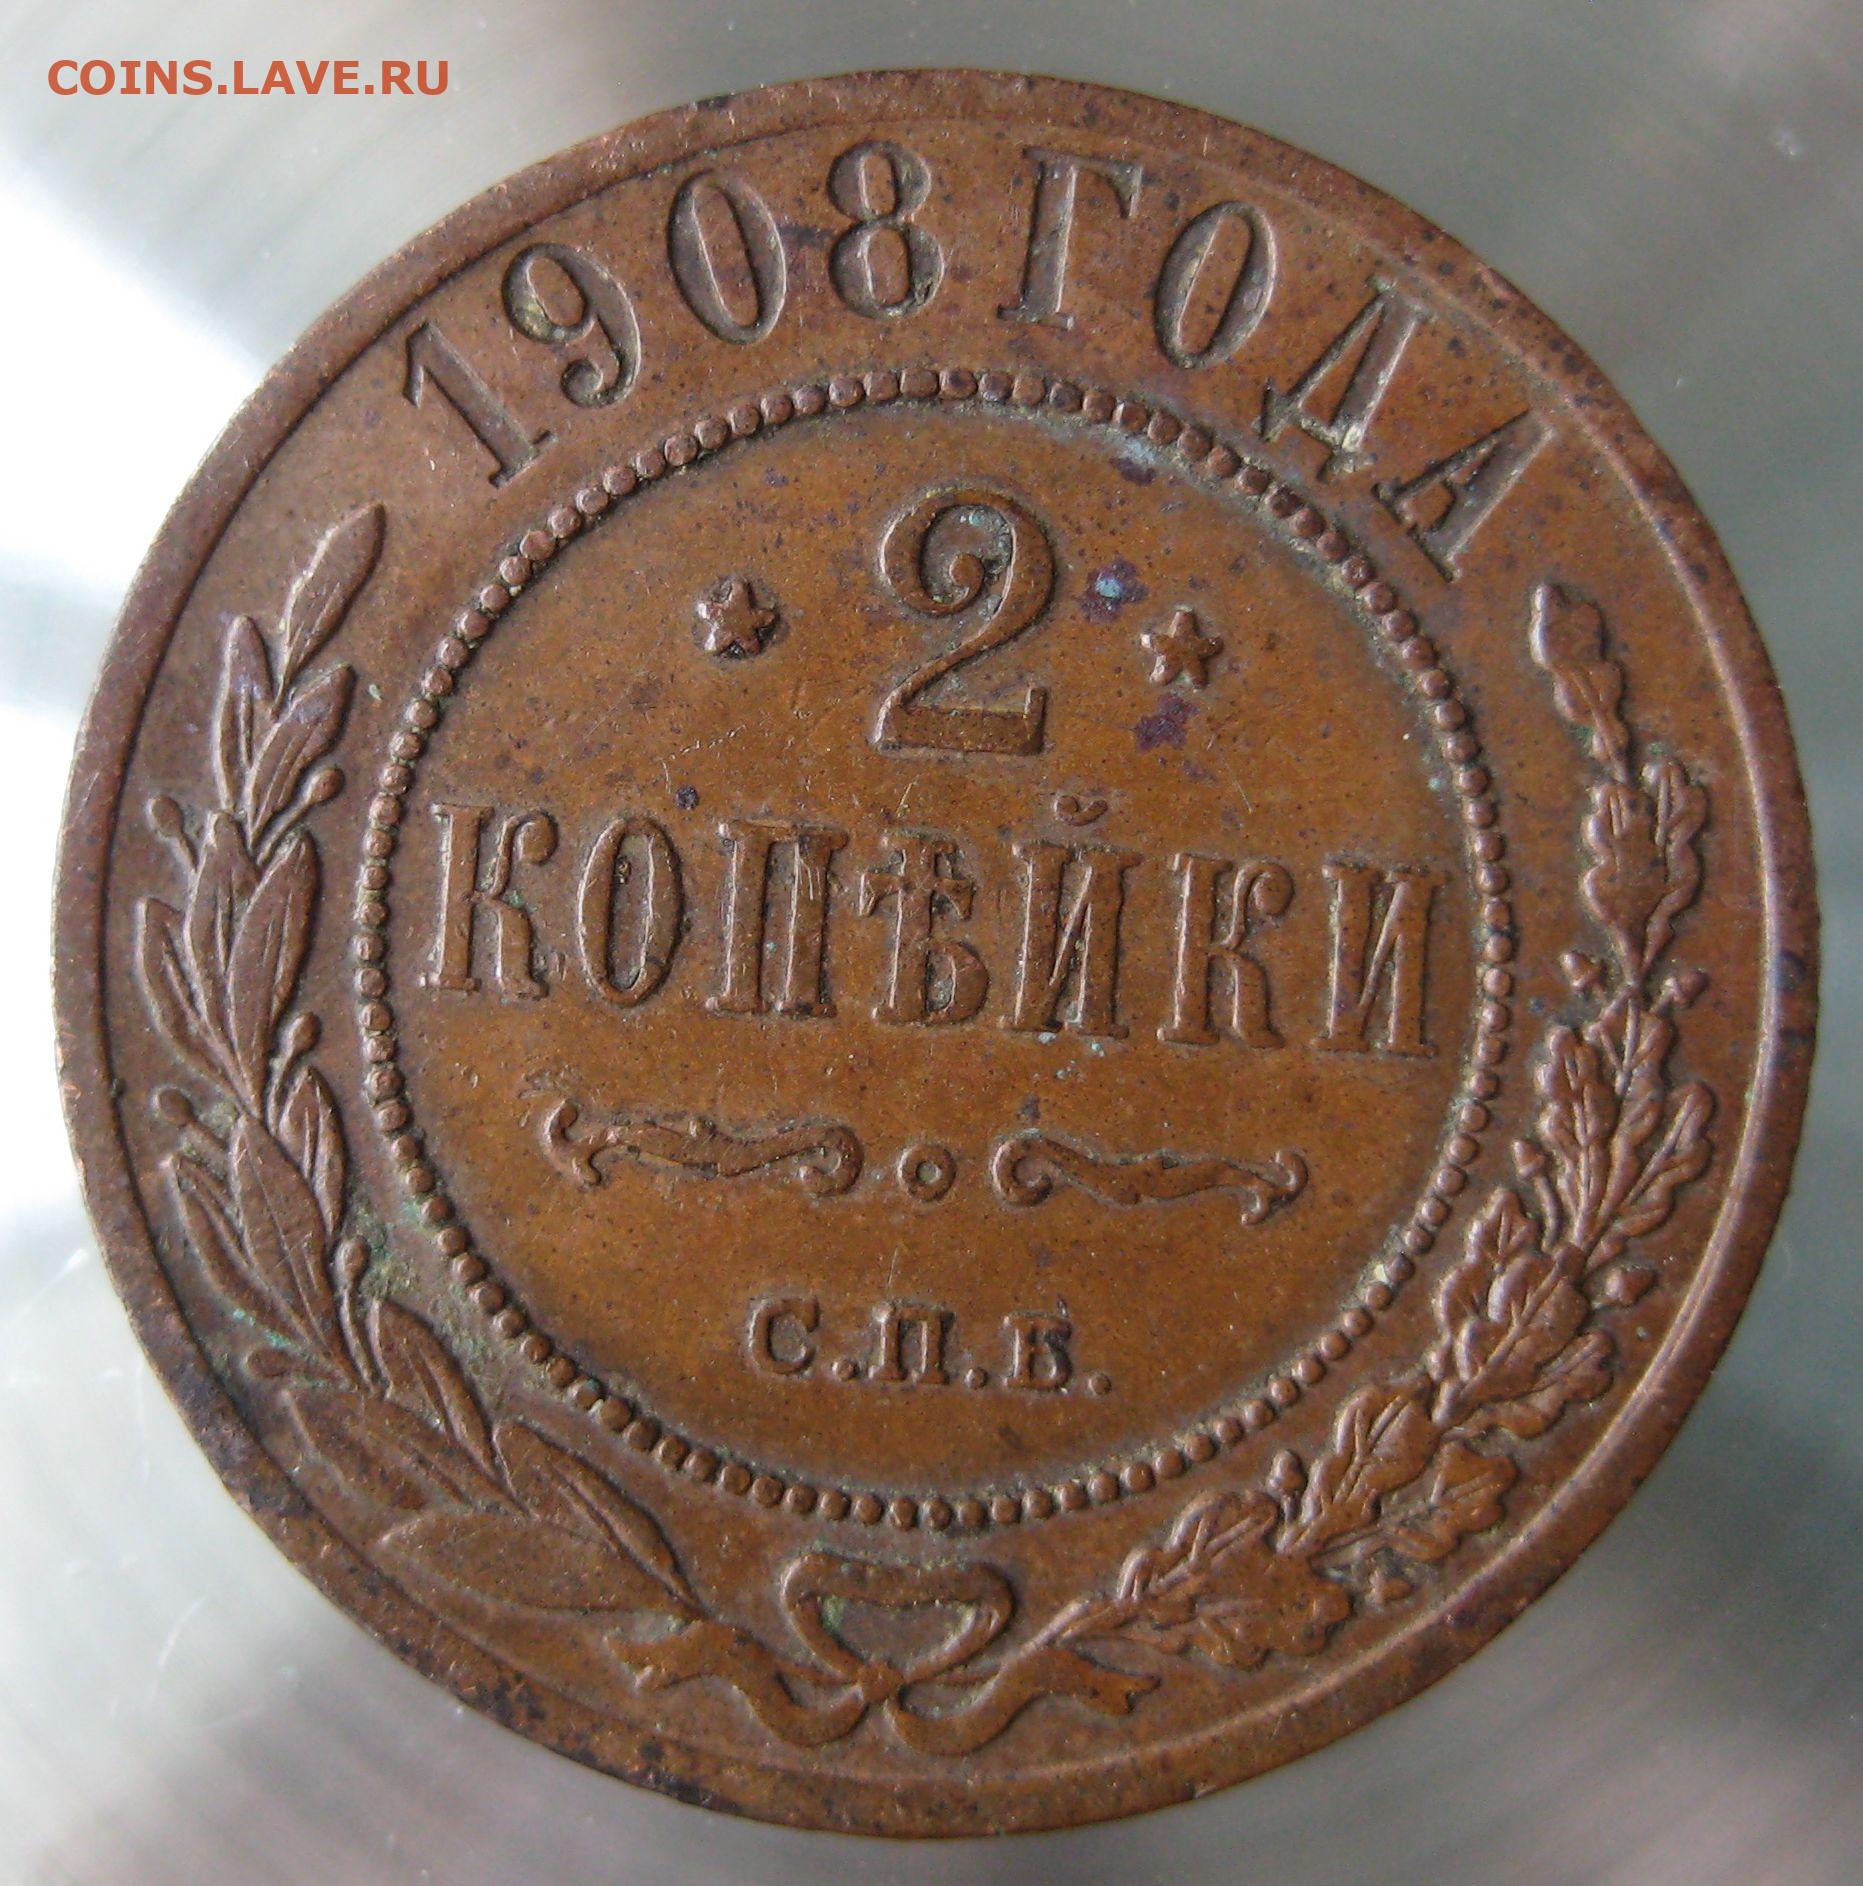 COINS.LAVE.RU
1908 ГОДА
2
КОПѢЙКИ
С.П.Б.